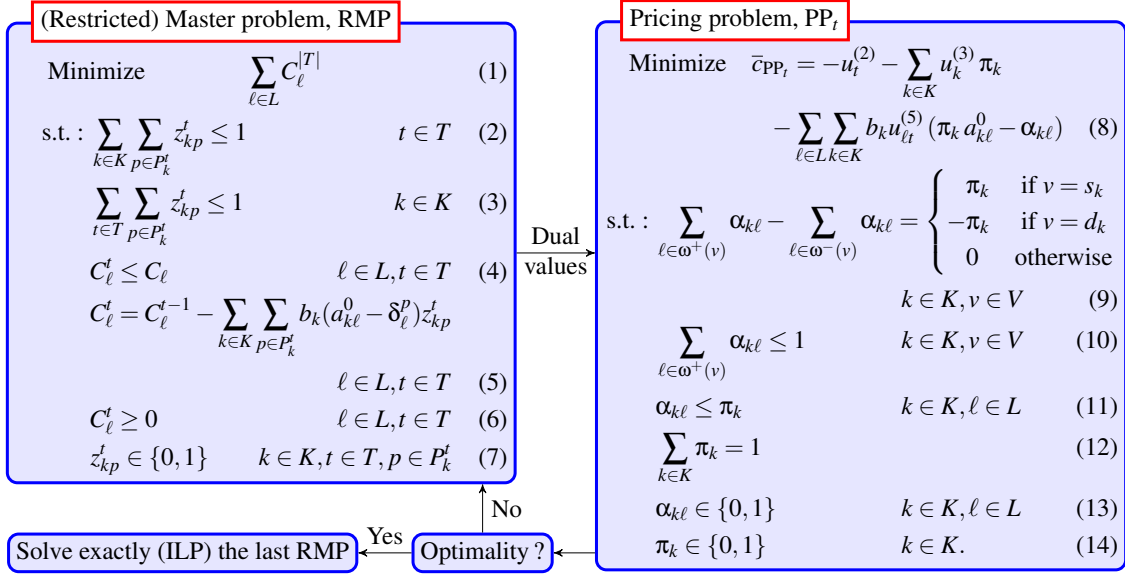 (Restricted) Master problem, RMP
Minimize ∑_{ℓ∈L} C_ℓ^{|T|} (1)
s.t. : ∑_{k∈K} ∑_{p∈P_k^t} z_{kp}^t ≤ 1 t ∈ T (2)
∑_{t∈T} ∑_{p∈P_k^t} z_{kp}^t ≤ 1 k ∈ K (3)
C_ℓ^t ≤ C_ℓ ℓ ∈ L, t ∈ T (4)
C_ℓ^t = C_ℓ^{t−1} − ∑_{k∈K} ∑_{p∈P_k^t} b_k(a_{kℓ}^0 − δ_ℓ^p)z_{kp}^t
ℓ ∈ L, t ∈ T (5)
C_ℓ^t ≥ 0 ℓ ∈ L, t ∈ T (6)
z_{kp}^t ∈ {0,1} k ∈ K, t ∈ T, p ∈ P_k^t (7)
Dual
values
Pricing problem, PP_t
Minimize c̅_{PP_t} = −u_t^{(2)} − ∑_{k∈K} u_k^{(3)} π_k
− ∑_{ℓ∈L} ∑_{k∈K} b_k u_{ℓt}^{(5)} (π_k a_{kℓ}^0 − α_{kℓ}) (8)
s.t. : ∑_{ℓ∈ω^+(v)} α_{kℓ} − ∑_{ℓ∈ω^−(v)} α_{kℓ} = { π_k if v = s_k
−π_k if v = d_k
0 otherwise
k ∈ K, v ∈ V (9)
∑_{ℓ∈ω^+(v)} α_{kℓ} ≤ 1 k ∈ K, v ∈ V (10)
α_{kℓ} ≤ π_k k ∈ K, ℓ ∈ L (11)
∑_{k∈K} π_k = 1 (12)
α_{kℓ} ∈ {0,1} k ∈ K, ℓ ∈ L (13)
π_k ∈ {0,1} k ∈ K. (14)
No
Optimality ?
Yes
Solve exactly (ILP) the last RMP